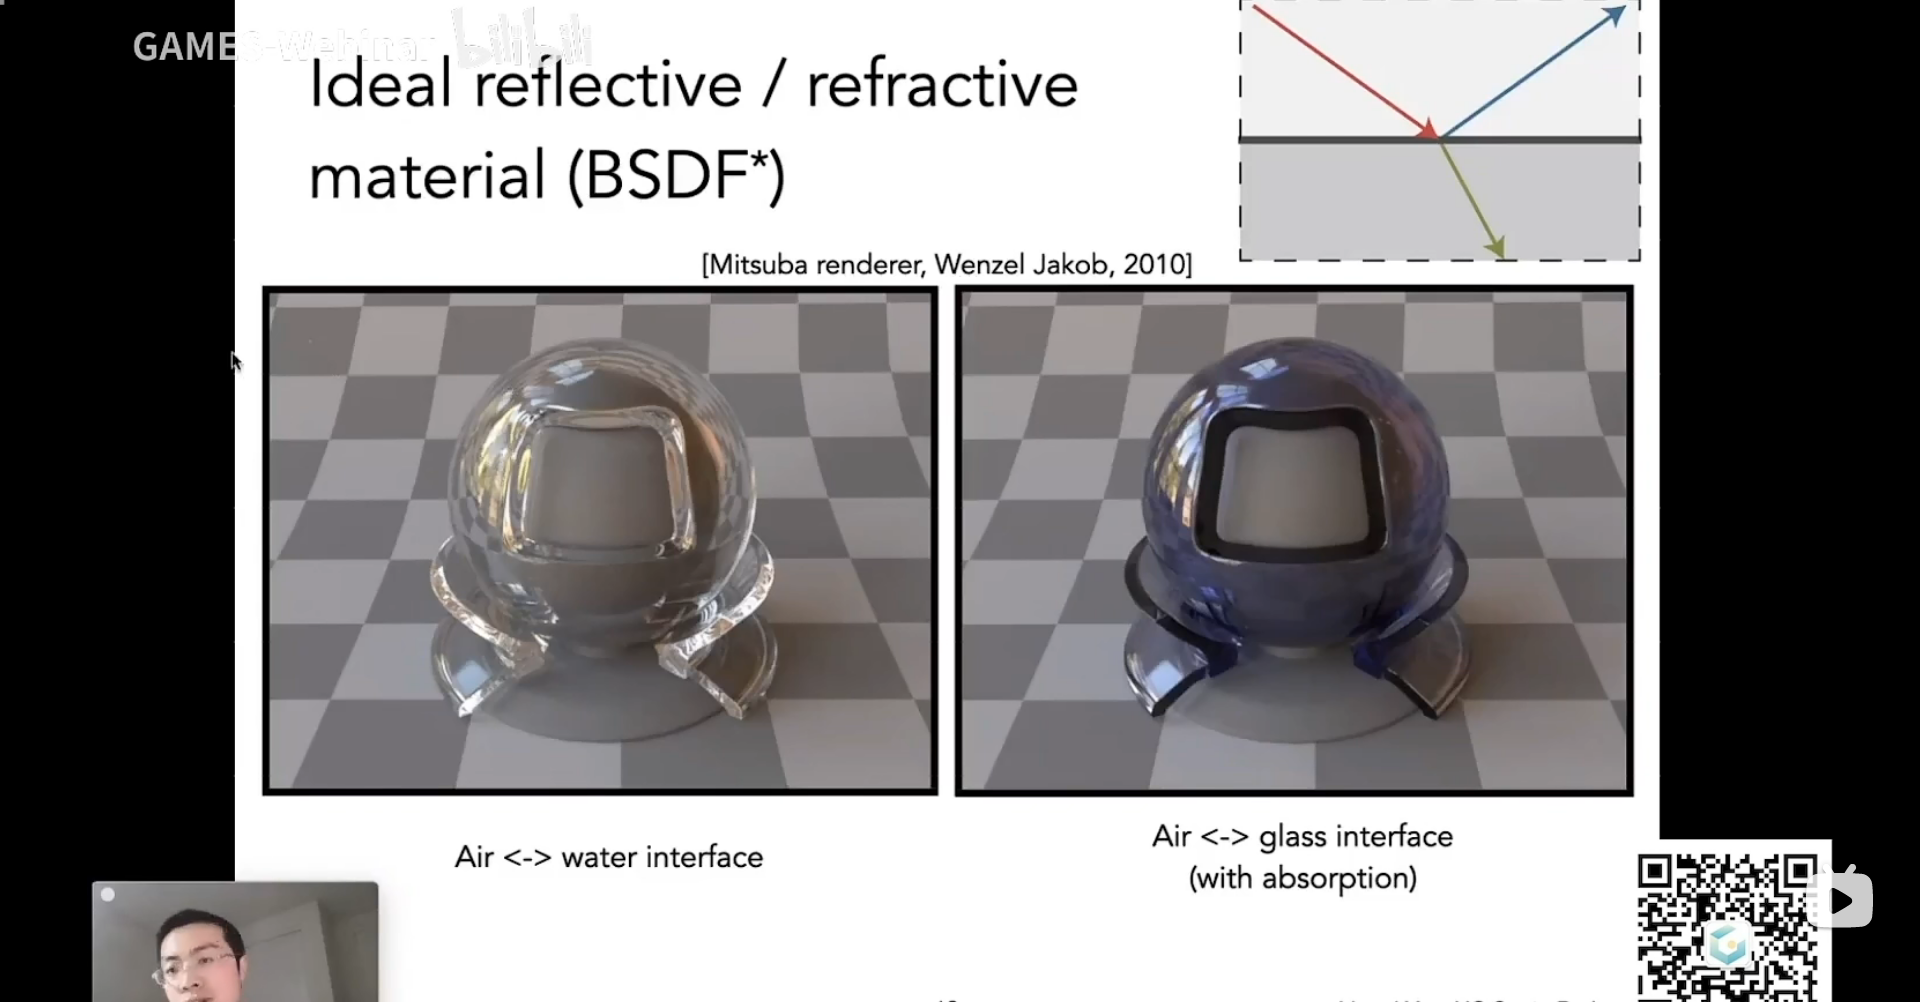 GAMES-Webinar bilibili
Ideal reflective / refractive
material (BSDF*)
[Mitsuba renderer, Wenzel Jakob, 2010]
Air <-> water interface
Air <-> glass interface
(with absorption)